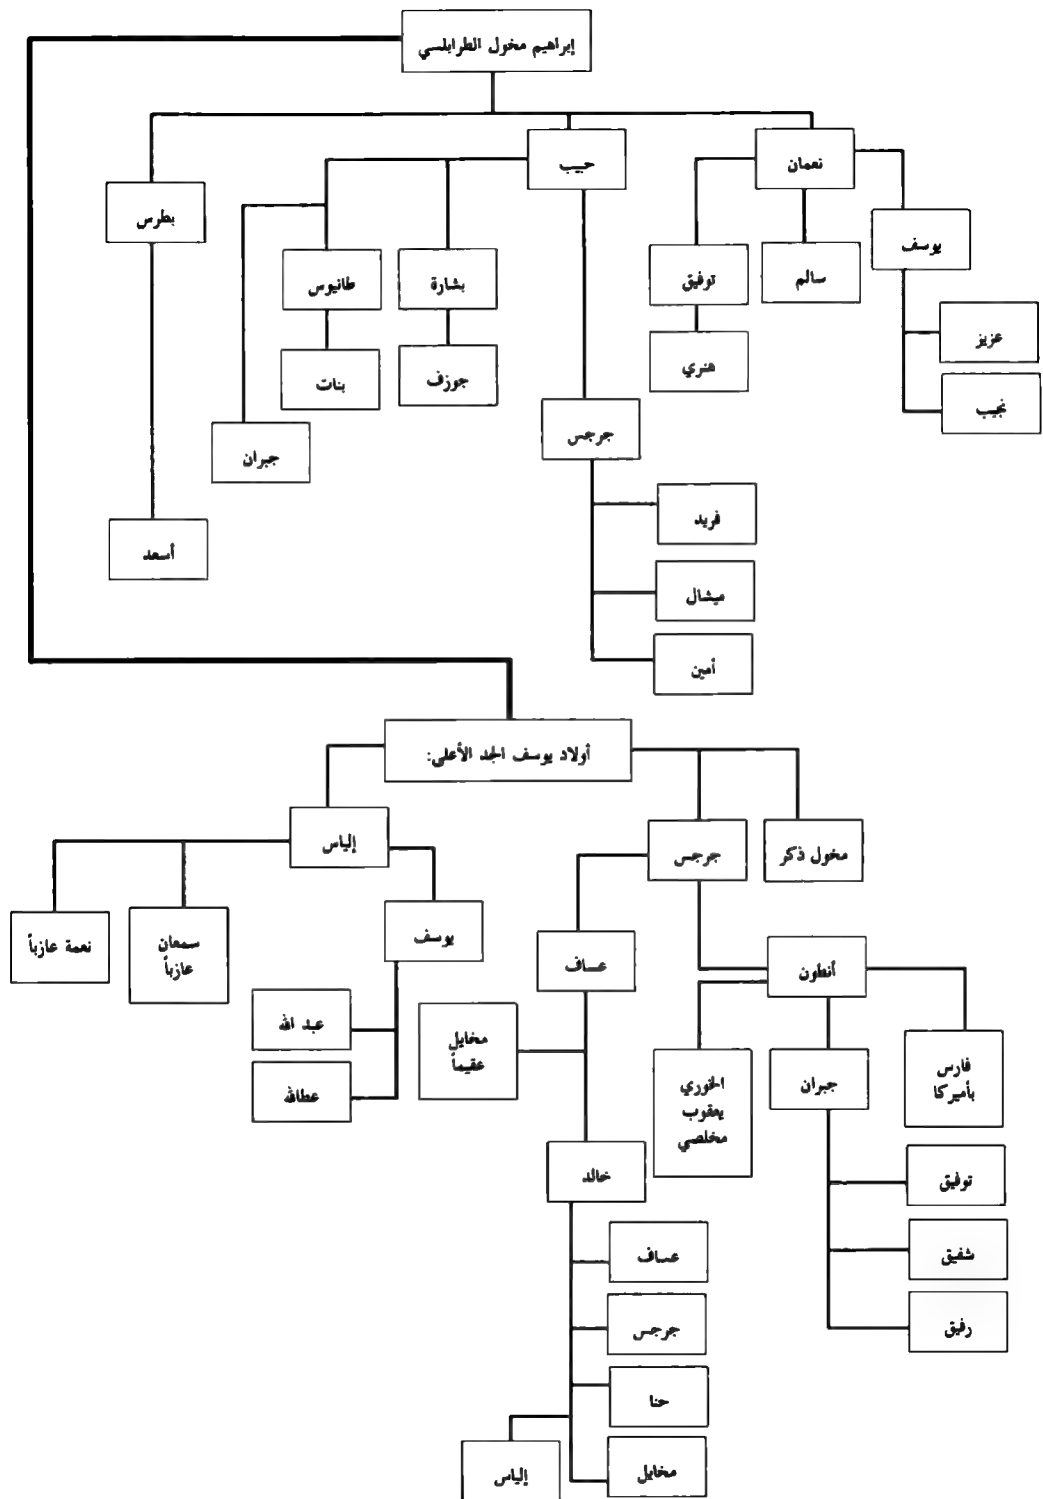 إبراهيم مخول الطرابلسي
نعمان
حبيب
بطرس
يوسف
سالم
توفيق
بشارة
طانيوس
عزيز
نجيب
هنري
جوزف
بنات
جرجس
جبران
فريد
أسعد
ميشال
أمين
أولاد يوسف الجد الأعلى:
مخول ذكر
جرجس
إلياس
أنطون
عساف
يوسف
سمعان
عازباً
نعمة عازباً
عبد الله
عطالله
مخايل
عقيماً
فارس
بأميركا
جبران
الخوري
يعقوب
مخلصي
خالد
توفيق
شفيق
رفيق
عساف
جرجس
حنا
مخايل
إلياس